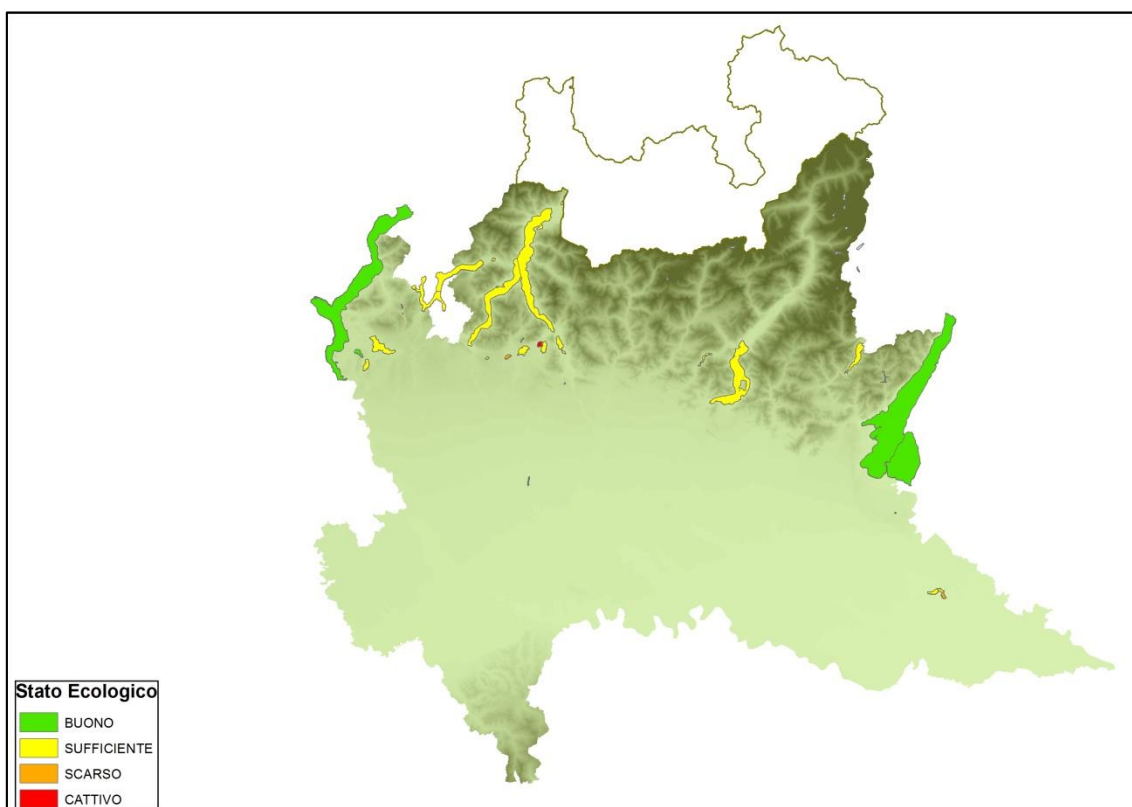 Stato Ecologico
BUONO
SUFFICIENTE
SCARSO
CATTIVO